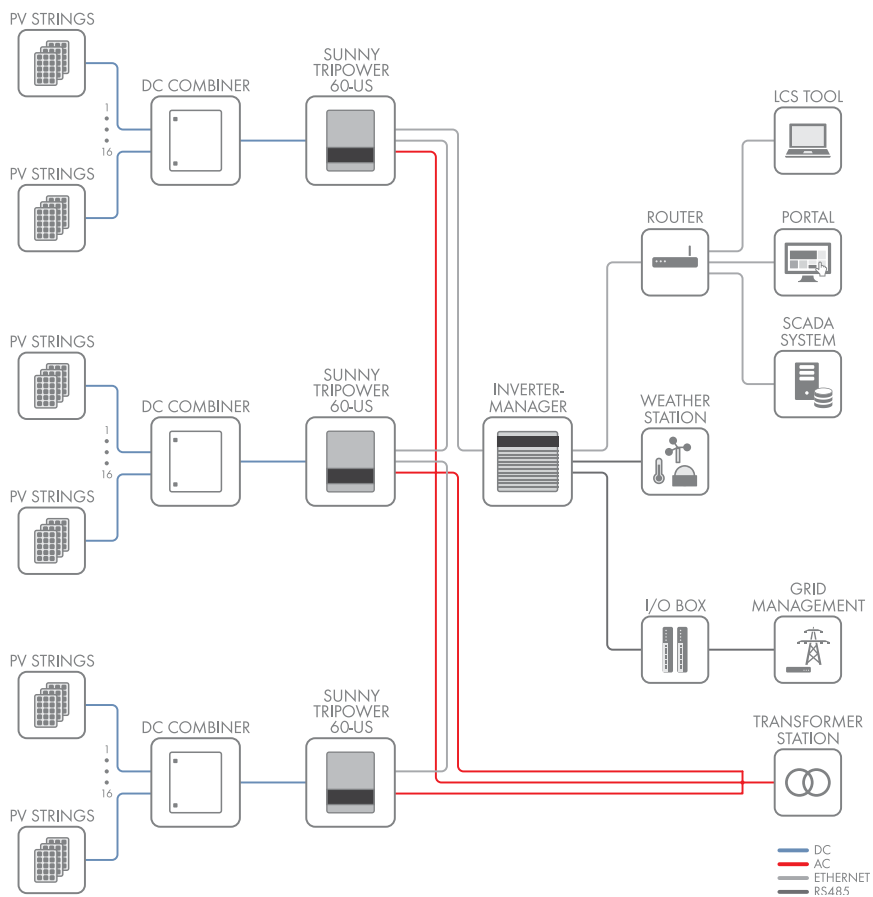 PV STRINGS
DC COMBINER
SUNNY
TRIPOWER
60-US
1
16
PV STRINGS
LCS TOOL
ROUTER
PORTAL
SCADA
SYSTEM
PV STRINGS
DC COMBINER
SUNNY
TRIPOWER
60-US
1
16
PV STRINGS
INVERTER-
MANAGER
WEATHER
STATION
I/O BOX
GRID
MANAGEMENT
PV STRINGS
DC COMBINER
SUNNY
TRIPOWER
60-US
1
16
PV STRINGS
TRANSFORMER
STATION
DC
AC
ETHERNET
RS485